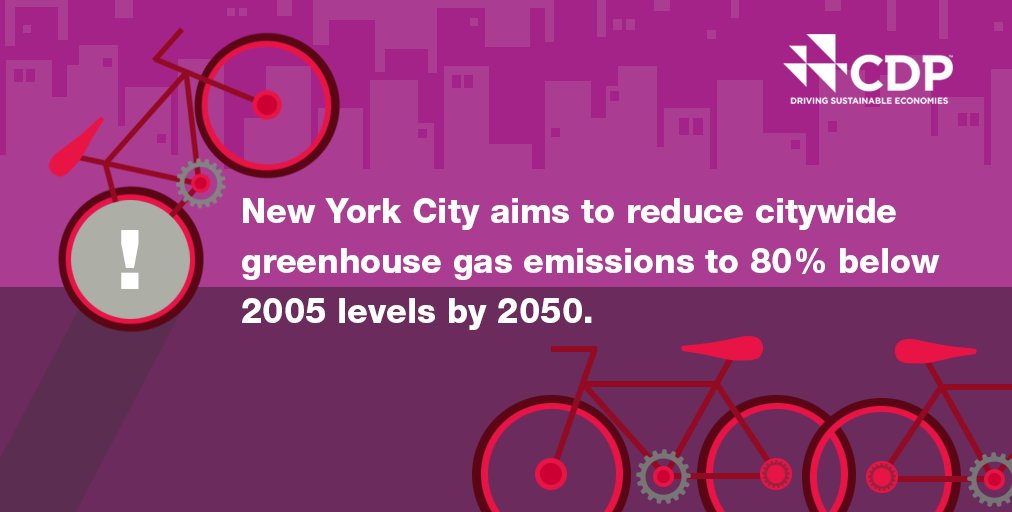 CDP
DRIVING SUSTAINABLE ECONOMIES
New York City aims to reduce citywide
greenhouse gas emissions to 80% below
2005 levels by 2050.
!